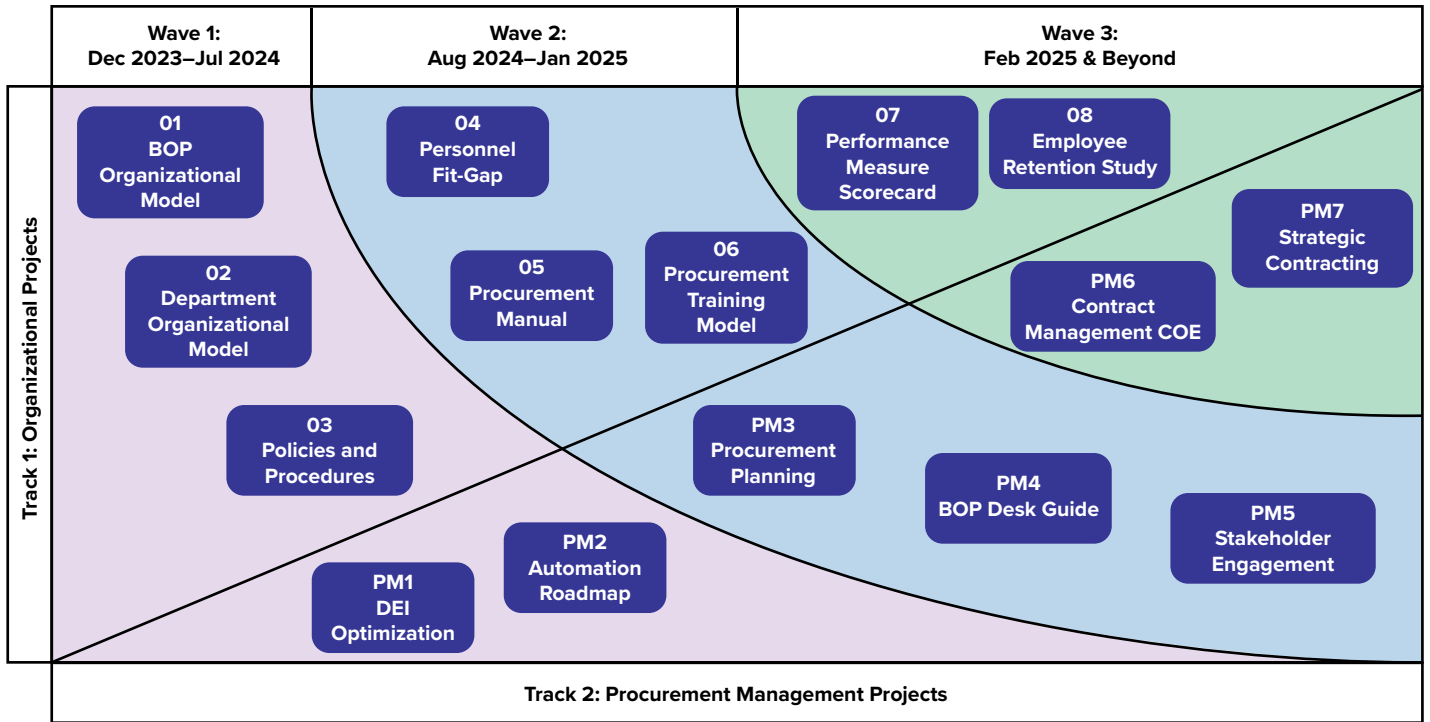 Wave 1:
Dec 2023–Jul 2024
Wave 2:
Aug 2024–Jan 2025
Wave 3:
Feb 2025 & Beyond
Track 1: Organizational Projects
01
BOP
Organizational
Model
02
Department
Organizational
Model
03
Policies and
Procedures
04
Personnel
Fit-Gap
05
Procurement
Manual
06
Procurement
Training
Model
07
Performance
Measure
Scorecard
08
Employee
Retention Study
PM1
DEI
Optimization
PM2
Automation
Roadmap
PM3
Procurement
Planning
PM4
BOP Desk Guide
PM5
Stakeholder
Engagement
PM6
Contract
Management COE
PM7
Strategic
Contracting
Track 2: Procurement Management Projects